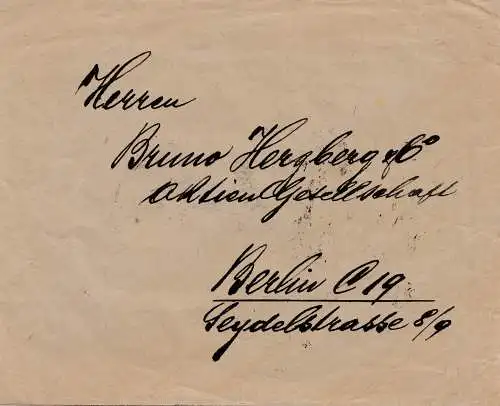 Herren
Bruno Herzberg & Co
Aktien Gesellschaft
Berlin C 19
Seydelstrasse 8/9